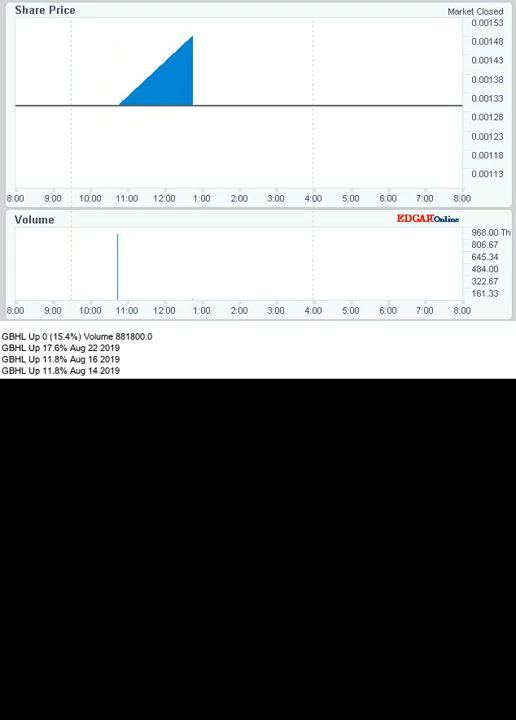 Share Price
Market Closed
0.00153
0.00148
0.00143
0.00138
0.00133
0.00128
0.00123
0.00118
0.00113
8:00 9:00 10:00 11:00 12:00 1:00 2:00 3:00 4:00 5:00 6:00 7:00 8:00
Volume
EDGAR Online
968.00 Th
806.67
645.34
484.00
322.67
161.33
8:00 9:00 10:00 11:00 12:00 1:00 2:00 3:00 4:00 5:00 6:00 7:00 8:00
GBHL Up 0 (15.4%) Volume 881800.0
GBHL Up 17.6% Aug 22 2019
GBHL Up 11.8% Aug 16 2019
GBHL Up 11.8% Aug 14 2019